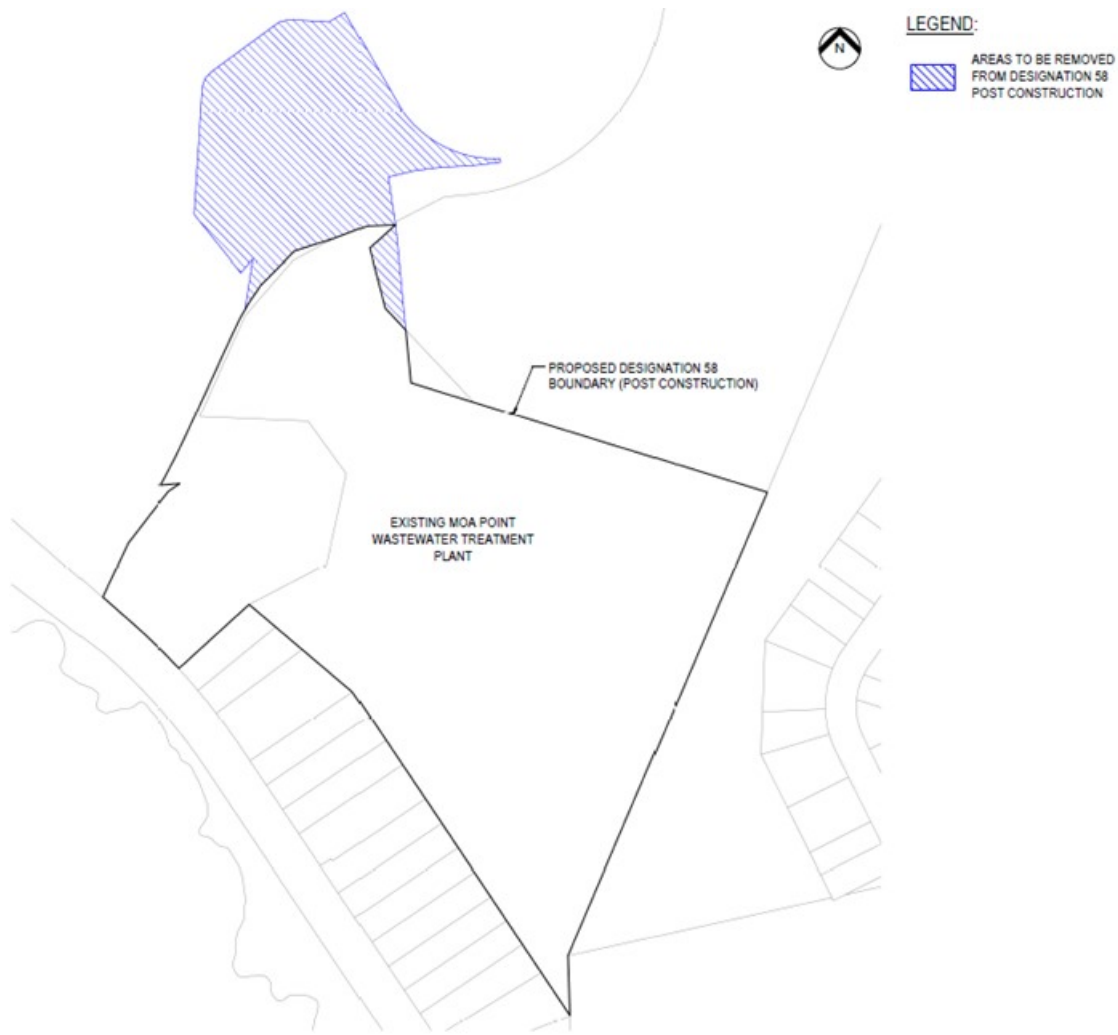 LEGEND:
AREAS TO BE REMOVED
FROM DESIGNATION 58
POST CONSTRUCTION
N
PROPOSED DESIGNATION 58
BOUNDARY (POST CONSTRUCTION)
EXISTING MOA POINT
WASTEWATER TREATMENT
PLANT